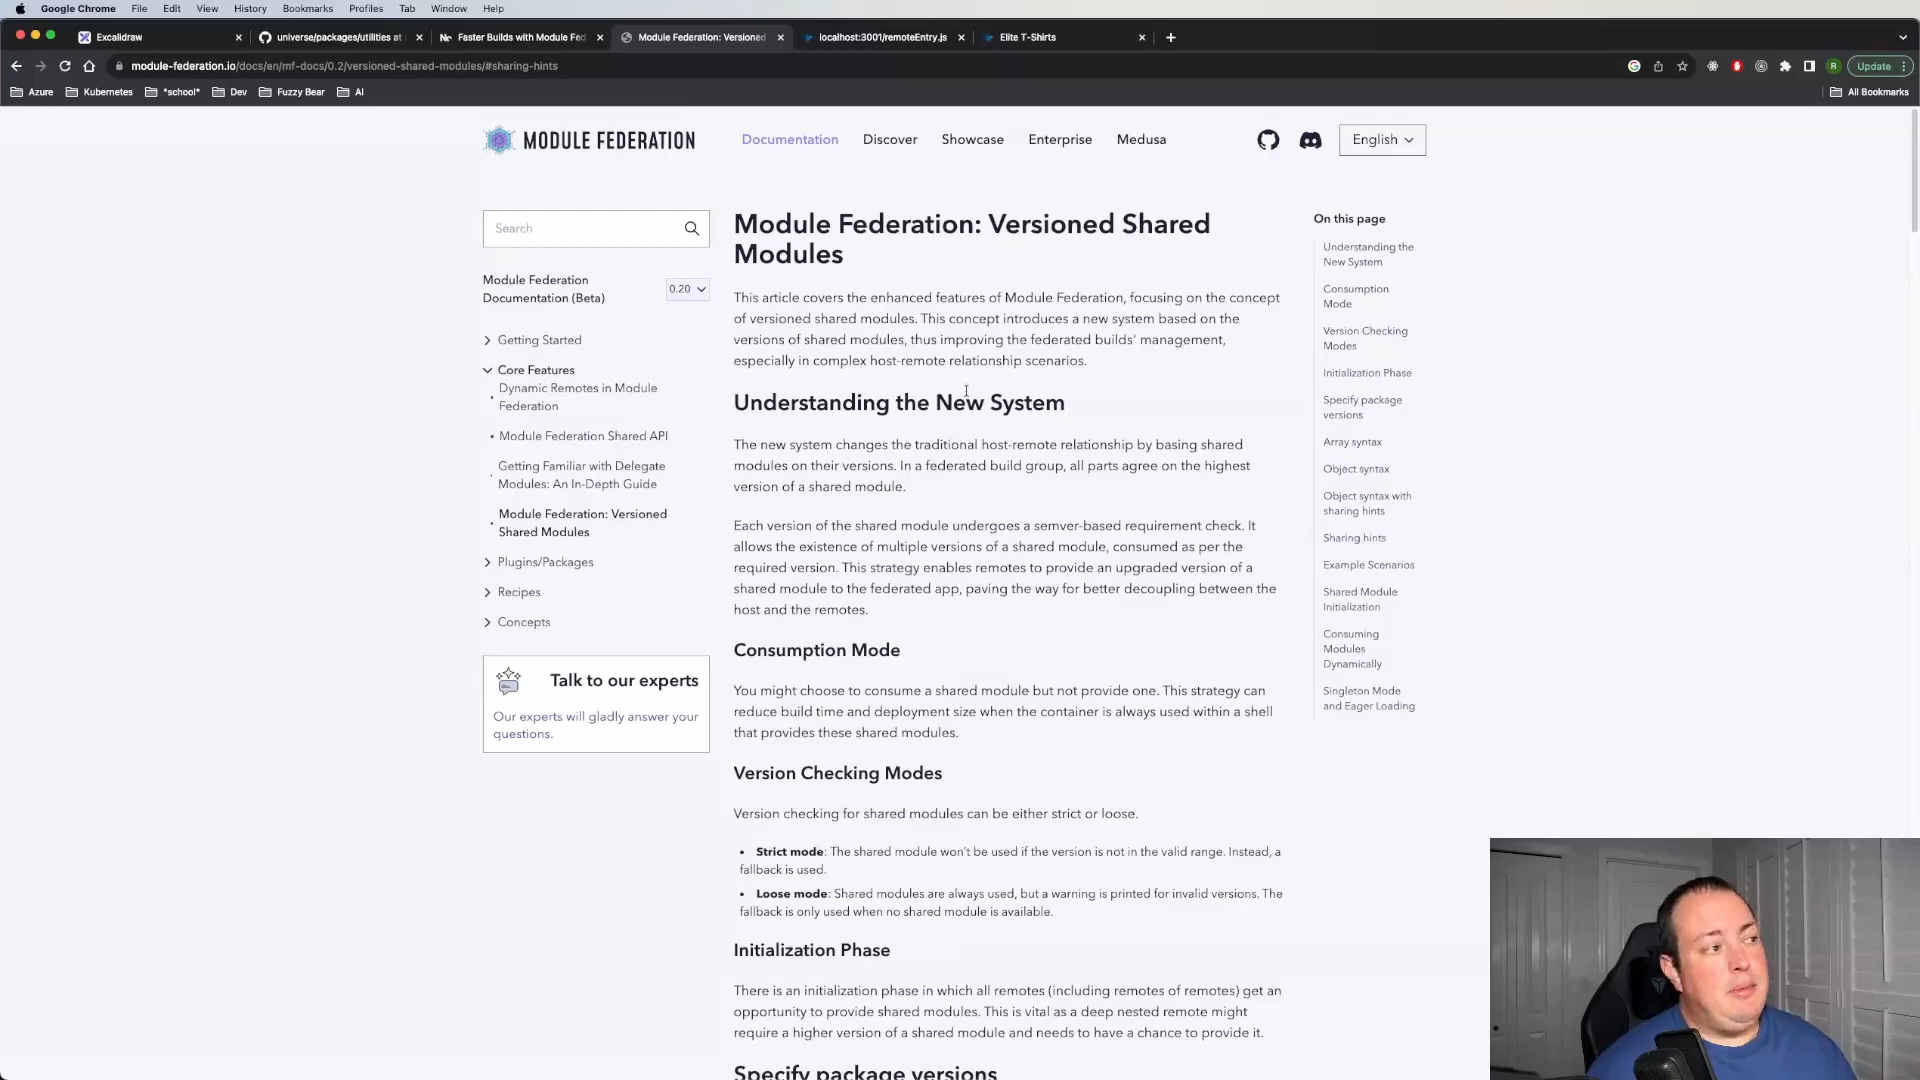 Google Chrome File Edit View History Bookmarks Profiles Tab Window Help
Excalidraw
universe/packages/utilities at
Faster Builds with Module Fed
Module Federation: Versioned
localhost:3001/remoteEntry.js
Elite T-Shirts
module-federation.io/docs/en/mf-docs/0.2/versioned-shared-modules/#sharing-hints
R
Update
Azure Kubernetes *school* Dev Fuzzy Bear AI
All Bookmarks
MODULE FEDERATION
Documentation Discover Showcase Enterprise Medusa
English
Search
Module Federation
Documentation (Beta)
0.20
Getting Started
Core Features
Dynamic Remotes in Module
Federation
Module Federation Shared API
Getting Familiar with Delegate
Modules: An In-Depth Guide
Module Federation: Versioned
Shared Modules
Plugins/Packages
Recipes
Concepts
Talk to our experts
Our experts will gladly answer your
questions.
Module Federation: Versioned Shared
Modules
This article covers the enhanced features of Module Federation, focusing on the concept
of versioned shared modules. This concept introduces a new system based on the
versions of shared modules, thus improving the federated builds' management,
especially in complex host-remote relationship scenarios.
Understanding the New System
The new system changes the traditional host-remote relationship by basing shared
modules on their versions. In a federated build group, all parts agree on the highest
version of a shared module.
Each version of the shared module undergoes a semver-based requirement check. It
allows the existence of multiple versions of a shared module, consumed as per the
required version. This strategy enables remotes to provide an upgraded version of a
shared module to the federated app, paving the way for better decoupling between the
host and the remotes.
Consumption Mode
You might choose to consume a shared module but not provide one. This strategy can
reduce build time and deployment size when the container is always used within a shell
that provides these shared modules.
Version Checking Modes
Version checking for shared modules can be either strict or loose.
• Strict mode: The shared module won't be used if the version is not in the valid range. Instead, a
fallback is used.
• Loose mode: Shared modules are always used, but a warning is printed for invalid versions. The
fallback is only used when no shared module is available.
Initialization Phase
There is an initialization phase in which all remotes (including remotes of remotes) get an
opportunity to provide shared modules. This is vital as a deep nested remote might
require a higher version of a shared module and needs to have a chance to provide it.
Specify package versions
On this page
Understanding the
New System
Consumption
Mode
Version Checking
Modes
Initialization Phase
Specify package
versions
Array syntax
Object syntax
Object syntax with
sharing hints
Sharing hints
Example Scenarios
Shared Module
Initialization
Consuming
Modules
Dynamically
Singleton Mode
and Eager Loading